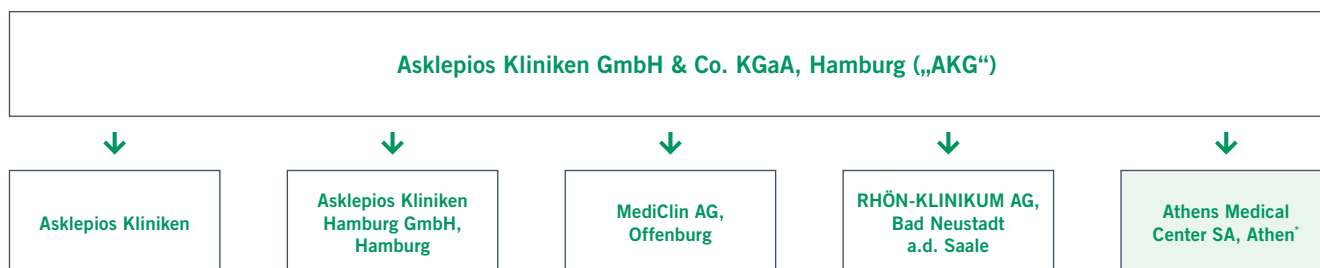 Asklepios Kliniken GmbH & Co. KGaA, Hamburg („AKG“)
Asklepios Kliniken
Asklepios Kliniken
Hamburg GmbH,
Hamburg
MediClin AG,
Offenburg
RHÖN-KLINIKUM AG,
Bad Neustadt
a.d. Saale
Athens Medical
Center SA, Athen*